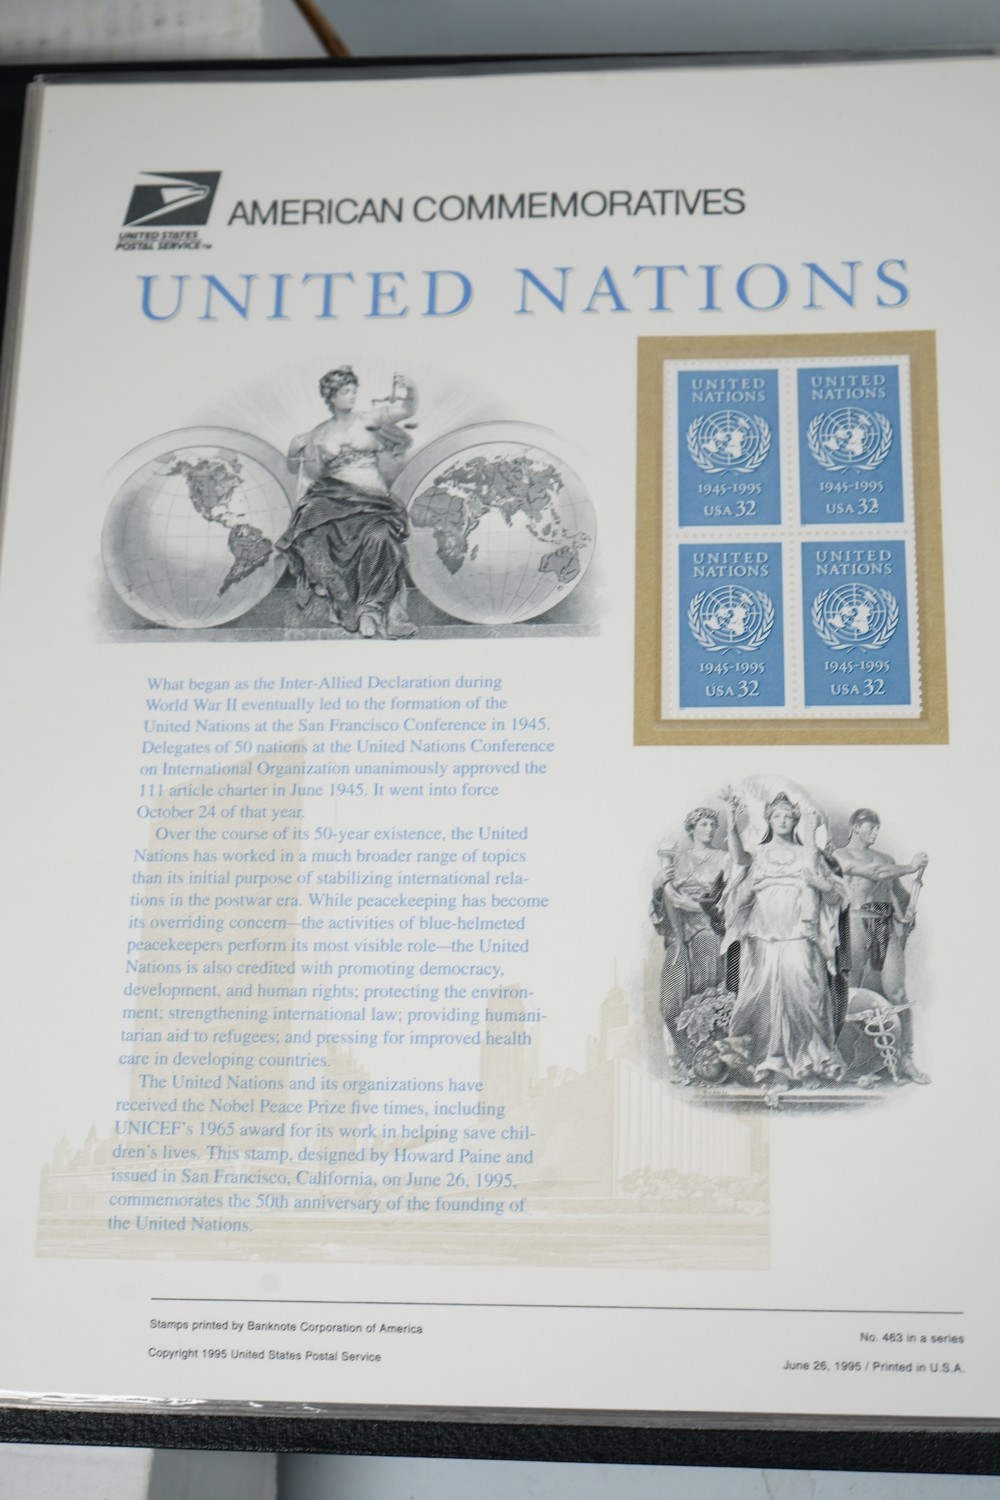 UNITED STATES
POSTAL SERVICE™
AMERICAN COMMEMORATIVES
UNITED NATIONS
UNITED
NATIONS
1945-1995
USA 32
UNITED
NATIONS
1945-1995
USA 32
UNITED
NATIONS
1945-1995
USA 32
UNITED
NATIONS
1945-1995
USA 32
What began as the Inter-Allied Declaration during
World War II eventually led to the formation of the
United Nations at the San Francisco Conference in 1945.
Delegates of 50 nations at the United Nations Conference
on International Organization unanimously approved the
111 article charter in June 1945. It went into force
October 24 of that year.
Over the course of its 50-year existence, the United
Nations has worked in a much broader range of topics
than its initial purpose of stabilizing international rela-
tions in the postwar era. While peacekeeping has become
its overriding concern—the activities of blue-helmeted
peacekeepers perform its most visible role—the United
Nations is also credited with promoting democracy,
development, and human rights; protecting the environ-
ment; strengthening international law; providing humani-
tarian aid to refugees; and pressing for improved health
care in developing countries.
The United Nations and its organizations have
received the Nobel Peace Prize five times, including
UNICEF's 1965 award for its work in helping save chil-
dren's lives. This stamp, designed by Howard Paine and
issued in San Francisco, California, on June 26, 1995,
commemorates the 50th anniversary of the founding of
the United Nations.
Stamps printed by Banknote Corporation of America
Copyright 1995 United States Postal Service
No. 463 in a series
June 26, 1995 / Printed in U.S.A.